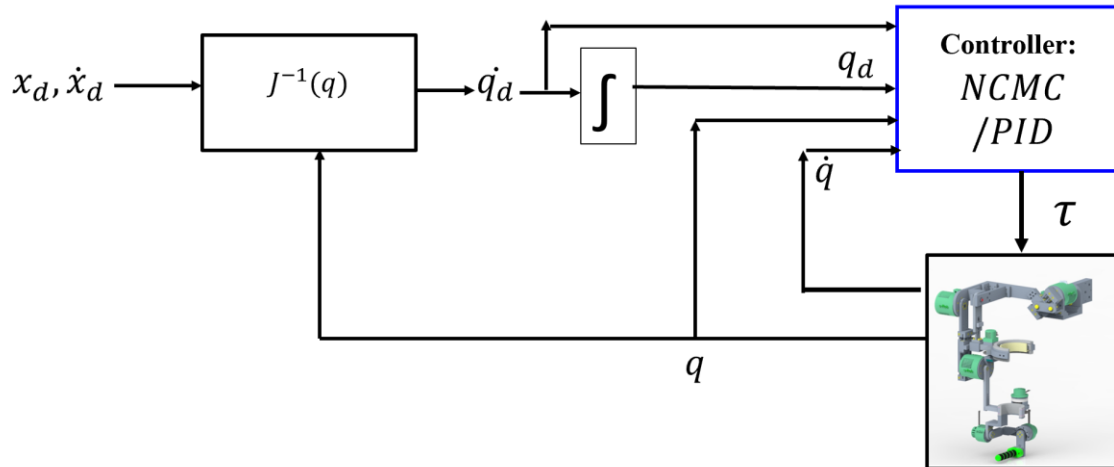 x_d, ẋ_d
J⁻¹(q)
q̇_d
∫
q_d
Controller:
NCMC
/PID
q̇
τ
q